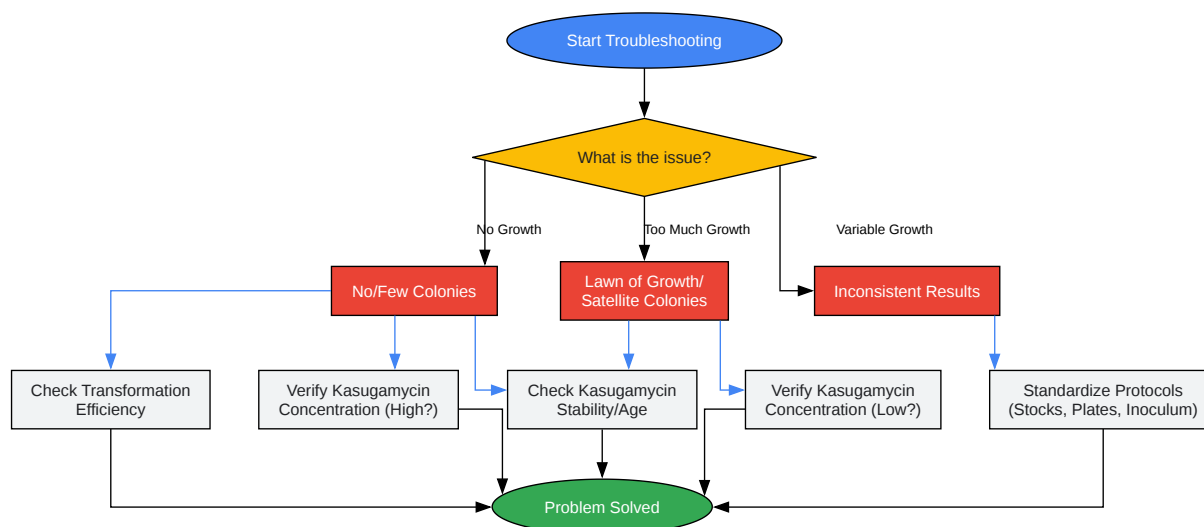 Start Troubleshooting
What is the issue?
No Growth
Too Much Growth
Variable Growth
No/Few Colonies
Lawn of Growth/
Satellite Colonies
Inconsistent Results
Check Transformation
Efficiency
Verify Kasugamycin
Concentration (High?)
Check Kasugamycin
Stability/Age
Verify Kasugamycin
Concentration (Low?)
Standardize Protocols
(Stocks, Plates, Inoculum)
Problem Solved